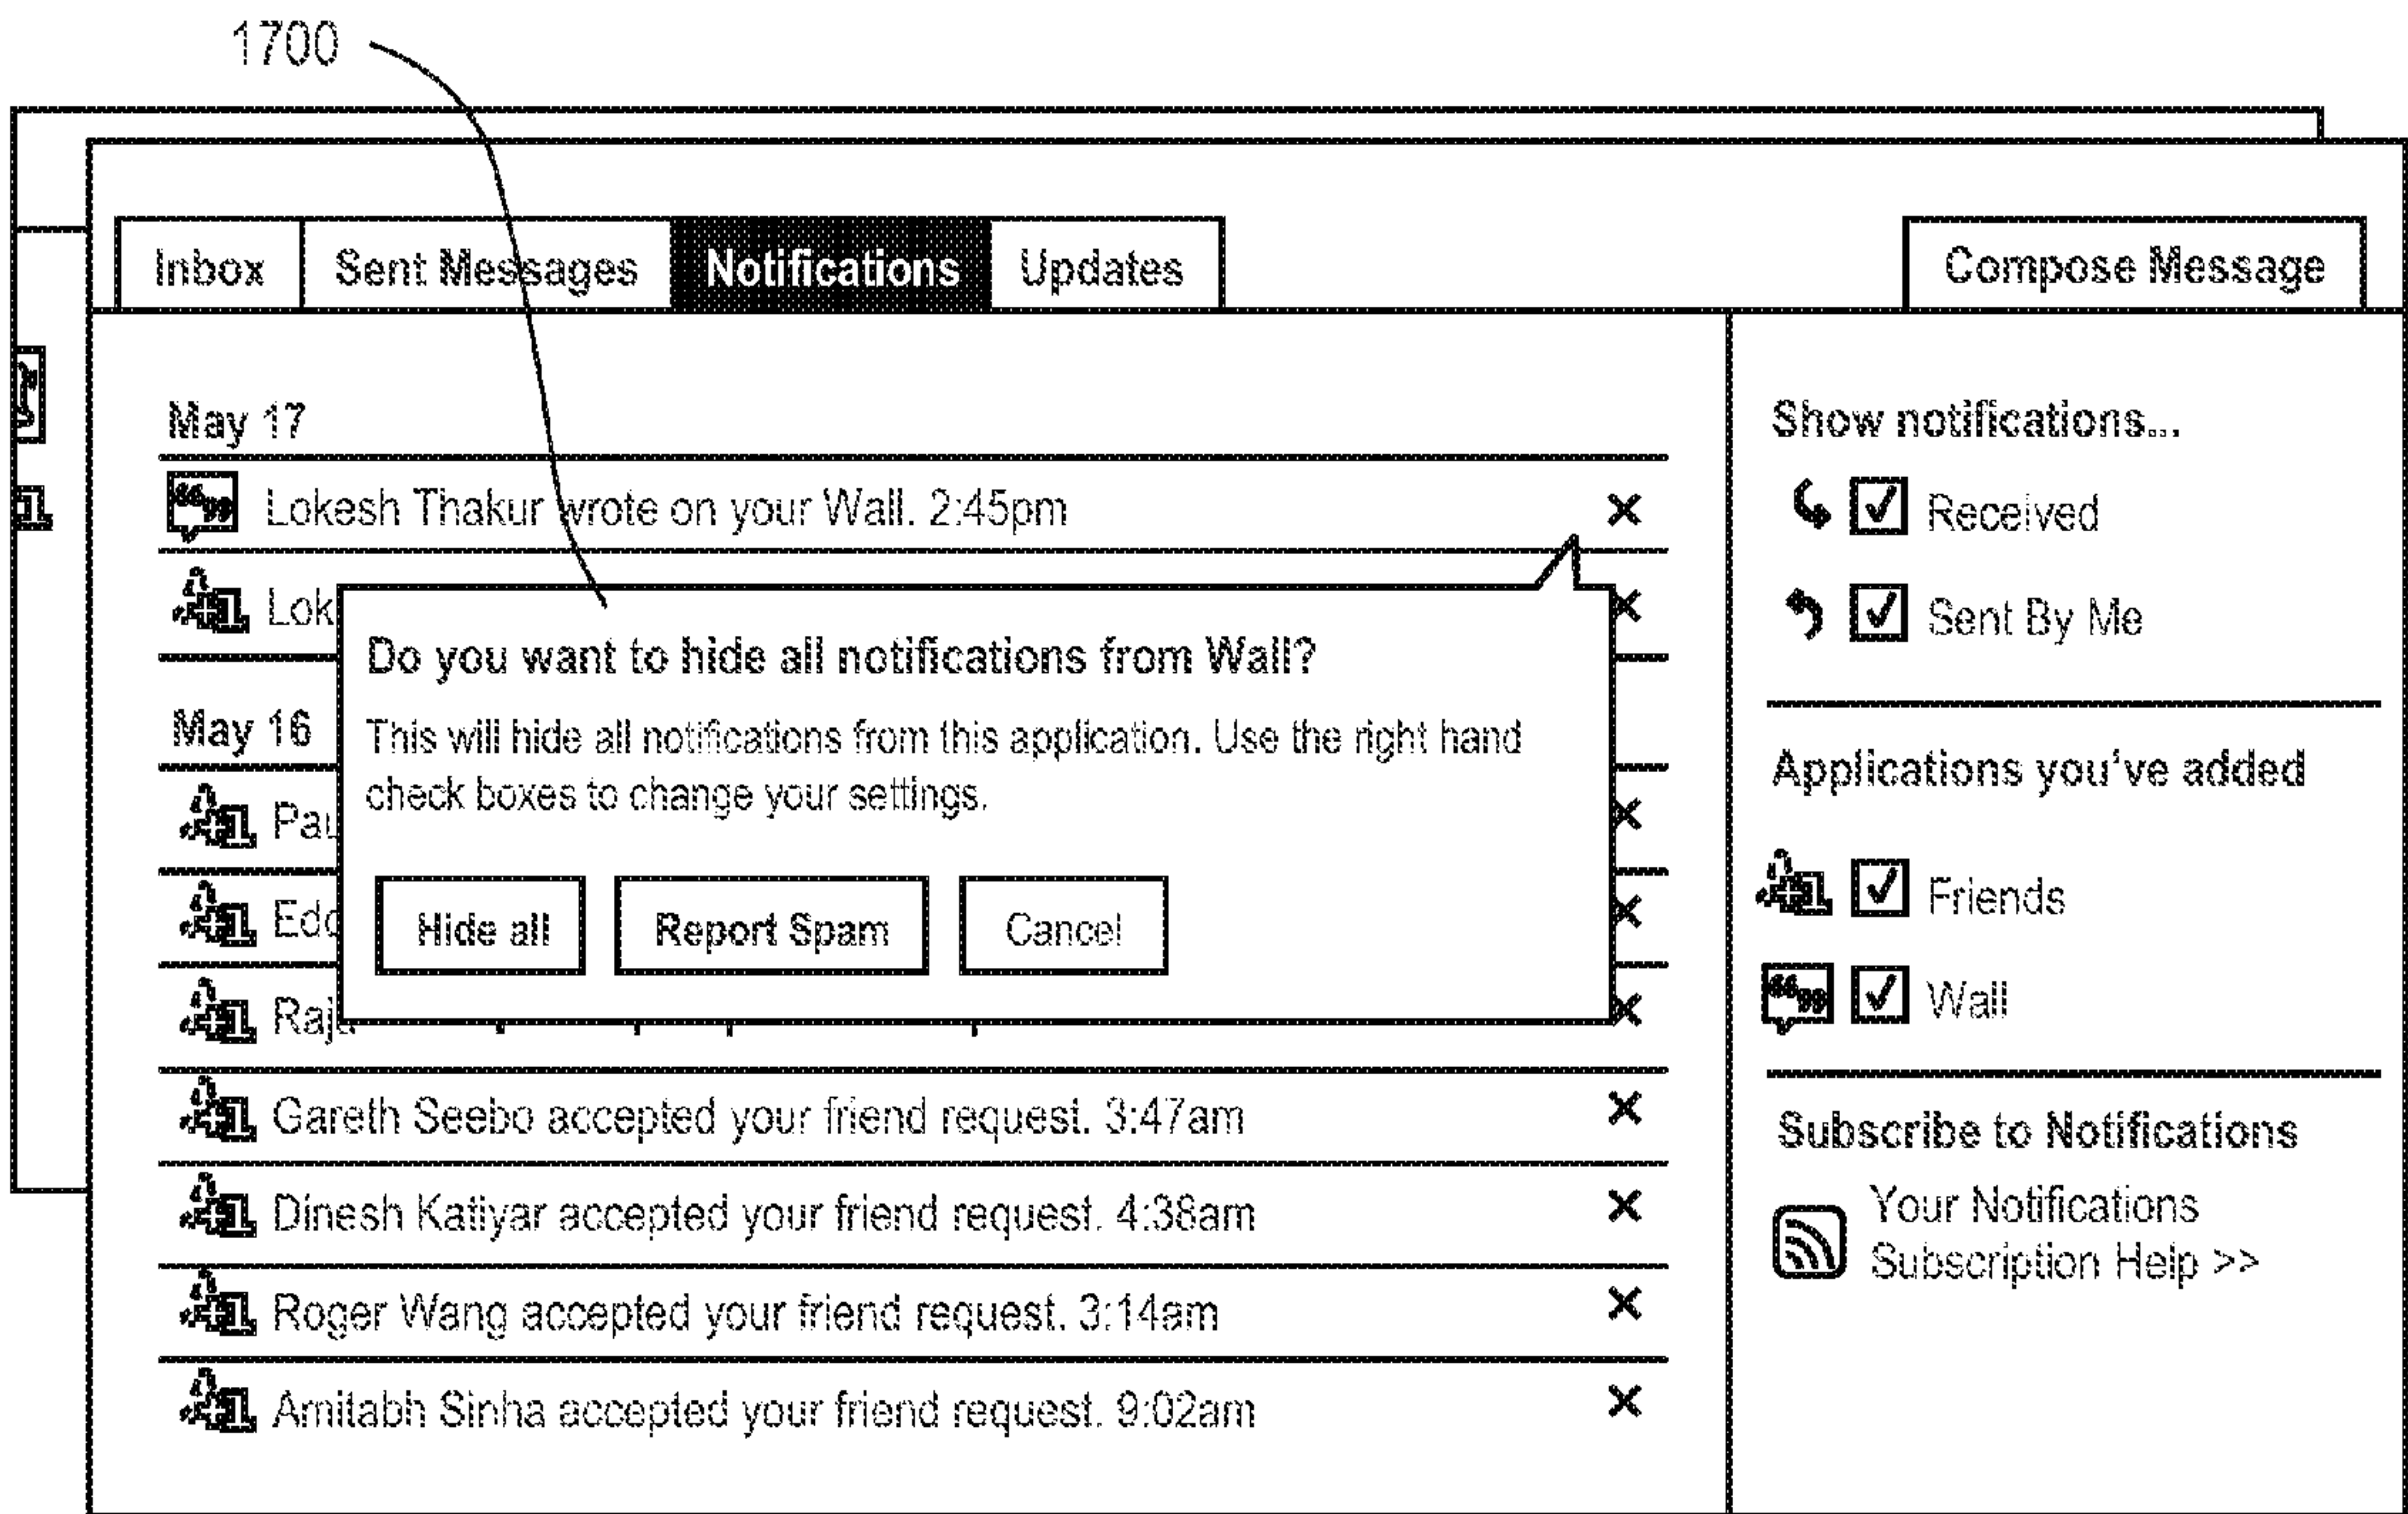 1700
Inbox Sent Messages Notifications Updates Compose Message
May 17
Lokesh Thakur wrote on your Wall. 2:45pm
Do you want to hide all notifications from Wall?
This will hide all notifications from this application. Use the right hand
check boxes to change your settings.
Hide all Report Spam Cancel
May 16
Gareth Seebo accepted your friend request. 3:47am
Dinesh Katiyar accepted your friend request. 4:38am
Roger Wang accepted your friend request. 3:14am
Amitabh Sinha accepted your friend request. 9:02am
Show notifications...
Received
Sent By Me
Applications you've added
Friends
Wall
Subscribe to Notifications
Your Notifications
Subscription Help >>